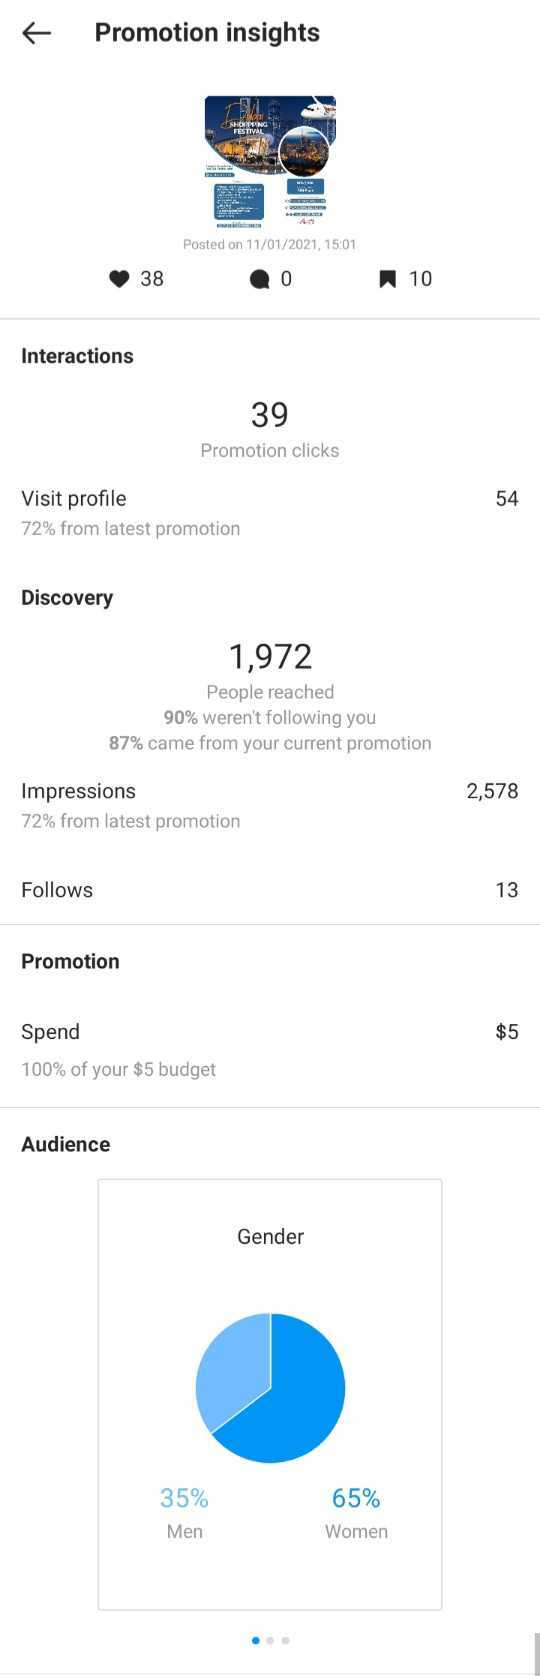 Promotion insights
Dubai
SHOPPING
FESTIVAL
Posted on 11/01/2021, 15:01
38
0
10
Interactions
39
Promotion clicks
Visit profile
54
72% from latest promotion
Discovery
1,972
People reached
90% weren't following you
87% came from your current promotion
Impressions
2,578
72% from latest promotion
Follows
13
Promotion
Spend
$5
100% of your $5 budget
Audience
Gender
35%
65%
Men
Women